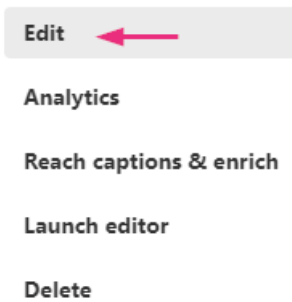 Edit
Analytics
Reach captions & enrich
Launch editor
Delete